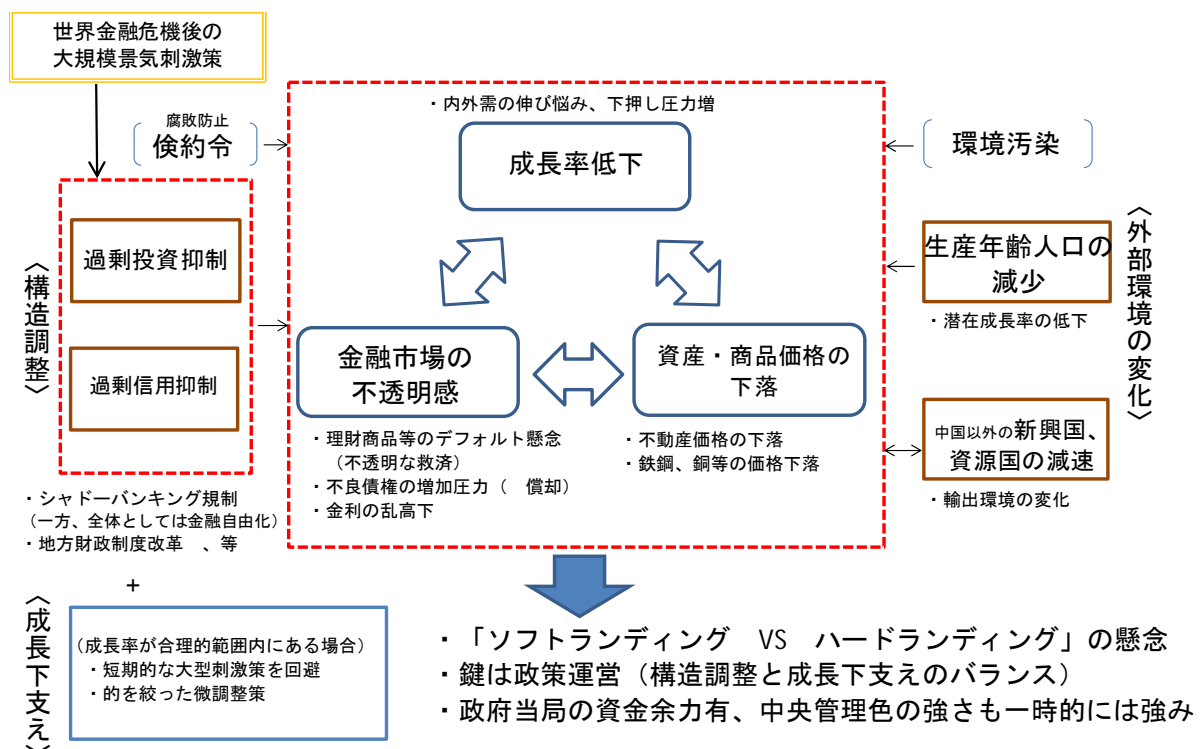 世界金融危機後の
大規模景気刺激策
腐敗防止
倹約令
〈構造調整〉
過剰投資抑制
過剰信用抑制
・シャドーバンキング規制
(一方、全体としては金融自由化)
・地方財政制度改革　、等
+
〈成長下支え〉
(成長率が合理的範囲内にある場合)
・短期的な大型刺激策を回避
・的を絞った微調整策
・内外需の伸び悩み、下押し圧力増
成長率低下
金融市場の
不透明感
・理財商品等のデフォルト懸念
(不透明な救済)
・不良債権の増加圧力(　償却)
・金利の乱高下
資産・商品価格の
下落
・不動産価格の下落
・鉄鋼、銅等の価格下落
環境汚染
〈外部環境の変化〉
生産年齢人口の
減少
・潜在成長率の低下
中国以外の新興国、
資源国の減速
・輸出環境の変化
・「ソフトランディング　VS　ハードランディング」の懸念
・鍵は政策運営(構造調整と成長下支えのバランス)
・政府当局の資金余力有、中央管理色の強さも一時的には強み